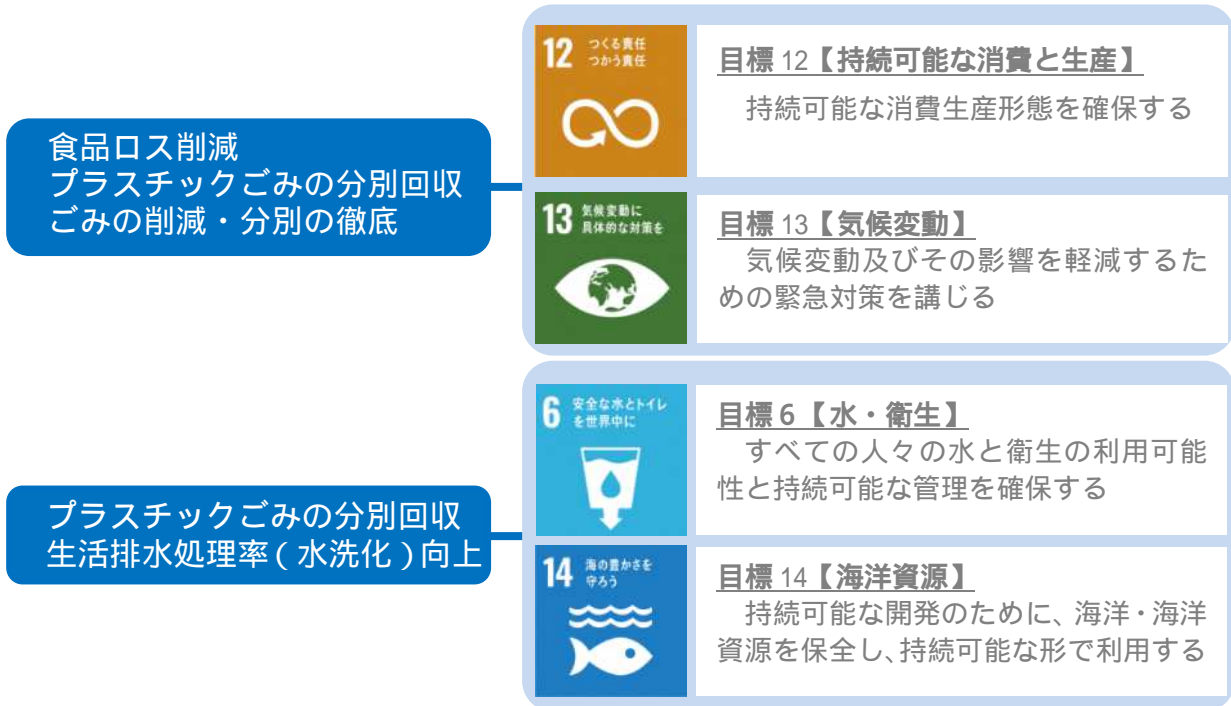 食品ロス削減
プラスチックごみの分別回収
ごみの削減・分別の徹底
12 つくる責任
つかう責任
目標 12【持続可能な消費と生産】
持続可能な消費生産形態を確保する
13 気候変動に
具体的な対策を
目標 13【気候変動】
気候変動及びその影響を軽減するた
めの緊急対策を講じる
プラスチックごみの分別回収
生活排水処理率(水洗化)向上
6 安全な水とトイレ
を世界中に
目標6【水・衛生】
すべての人々の水と衛生の利用可能
性と持続可能な管理を確保する
14 海の豊かさを
守ろう
目標 14【海洋資源】
持続可能な開発のために、海洋・海洋
資源を保全し、持続可能な形で利用する